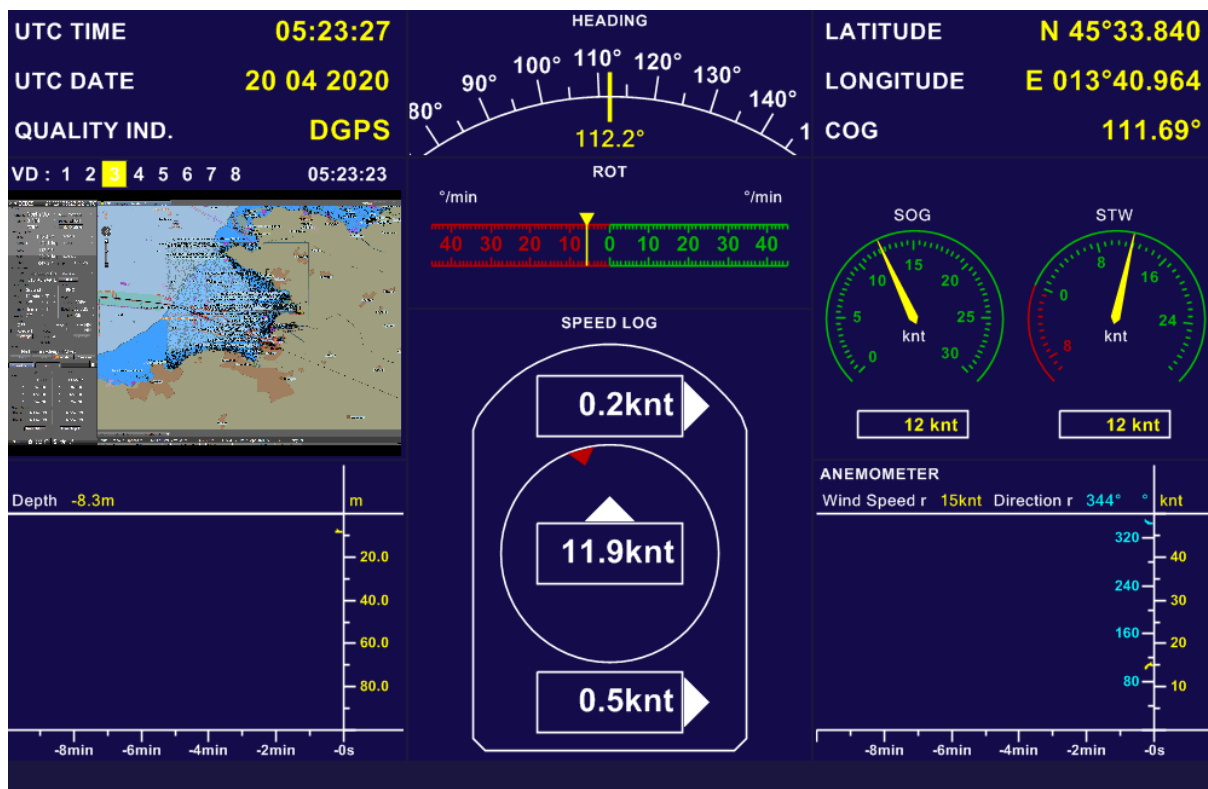 UTC TIME 05:23:27
UTC DATE 20 04 2020
QUALITY IND. DGPS
HEADING
80° 90° 100° 110° 120° 130° 140° 1
112.2°
LATITUDE N 45°33.840
LONGITUDE E 013°40.964
COG 111.69°
VD : 1 2 3 4 5 6 7 8 05:23:23
ROT
°/min °/min
40 30 20 10 0 10 20 30 40
SPEED LOG
0.2knt
11.9knt
0.5knt
SOG
0 5 10 15 20 25 30
knt
12 knt
STW
8 0 8 16 24
knt
12 knt
Depth -8.3m m
20.0
40.0
60.0
80.0
-8min -6min -4min -2min -0s
ANEMOMETER
Wind Speed r 15knt Direction r 344° ° knt
320
40
240
30
160
20
80
10
-8min -6min -4min -2min -0s